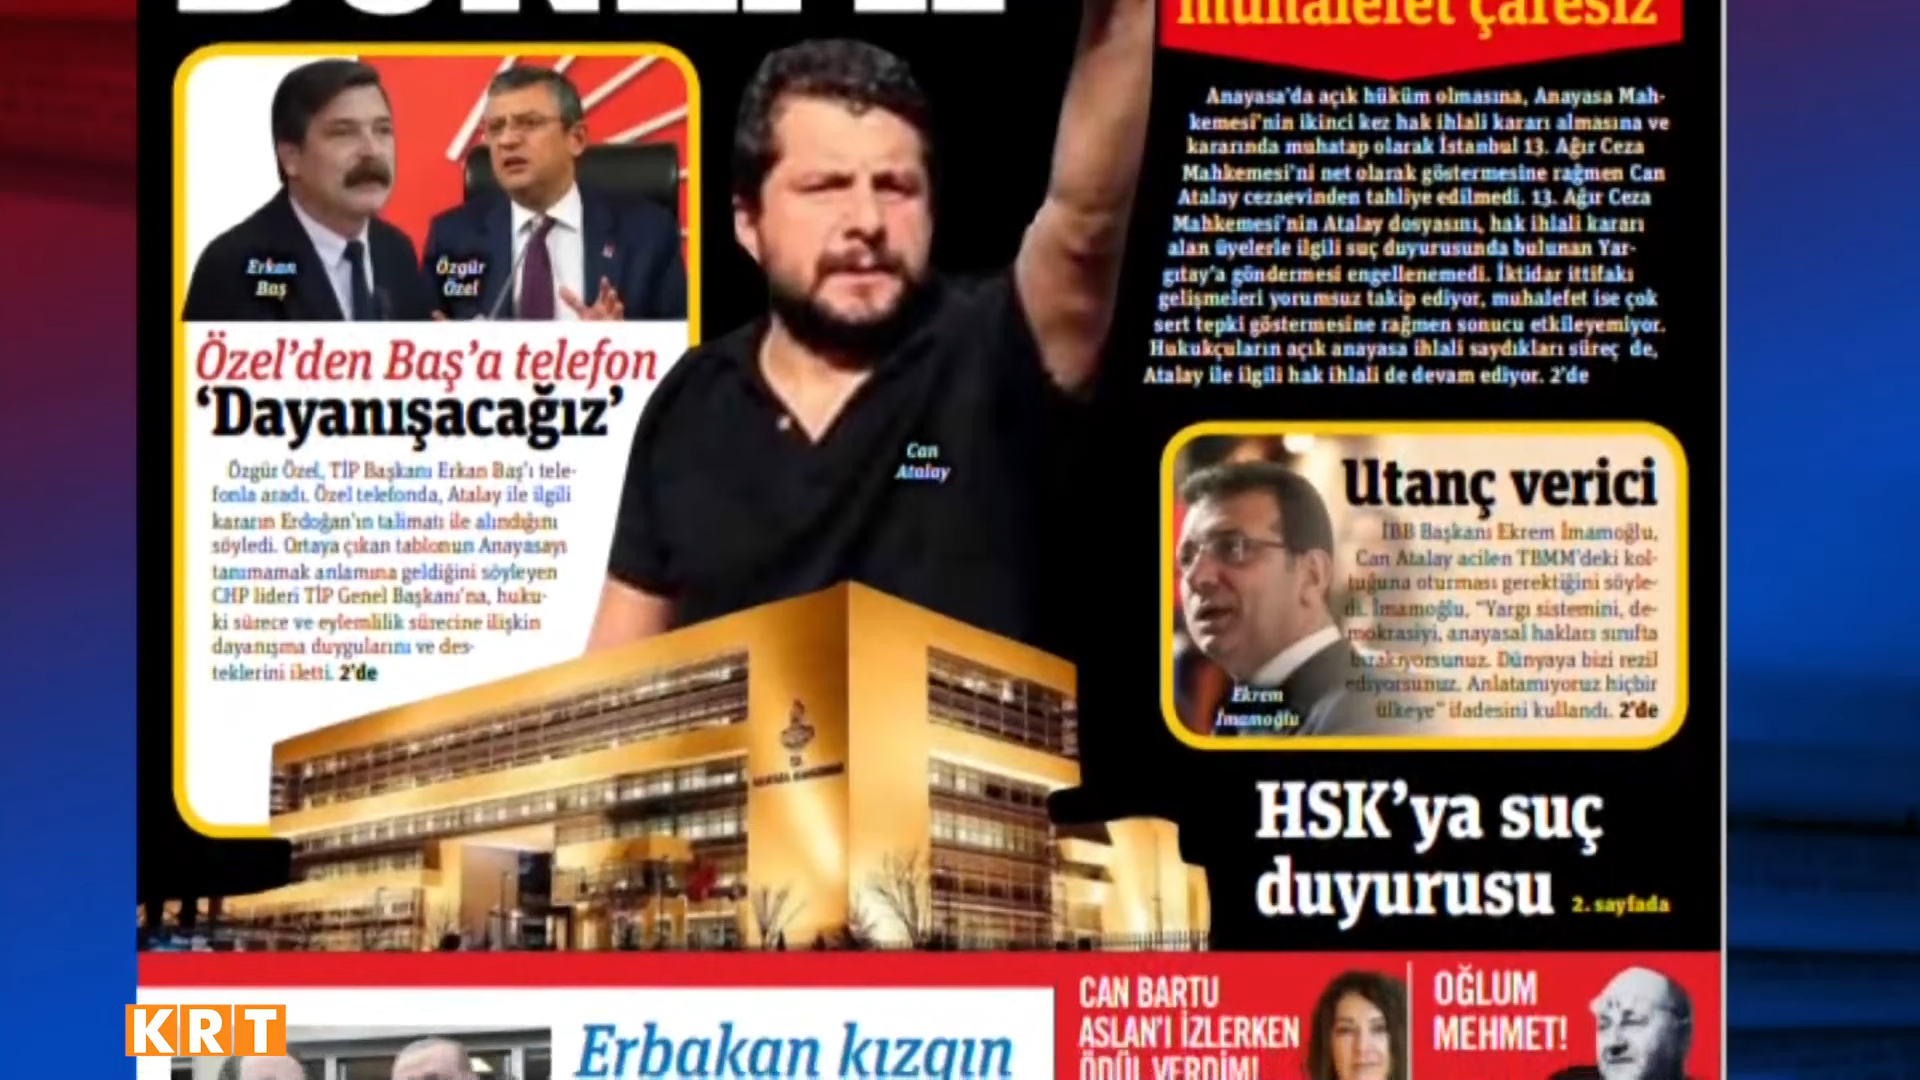 muhalefet çaresiz
Anayasa'da açık hüküm olmasına, Anayasa Mah-
kemesi'nin ikinci kez hak ihlali kararı almasına ve
kararında muhatap olarak İstanbul 13. Ağır Ceza
Mahkemesi'ni net olarak göstermesine rağmen Can
Atalay cezaevinden tahliye edilmedi. 13. Ağır Ceza
Mahkemesi'nin Atalay dosyasını, hak ihlali kararı
alan üyelerle ilgili suç duyurusunda bulunan Yar-
gıtay'a göndermesi engellenemedi. İktidar ittifakı
gelişmeleri yorumsuz takip ediyor, muhalefet ise çok
sert tepki göstermesine rağmen sonucu etkileyemiyor.
Hukukçuların açık anayasa ihlali saydıkları süreç de,
Atalay ile ilgili hak ihlali de devam ediyor. 2'de
Erkan
Baş
Özgür
Özel
Özel'den Baş'a telefon
'Dayanışacağız'
Özgür Özel, TİP Başkanı Erkan Baş'ı tele-
fonla aradı. Özel telefonda, Atalay ile ilgili
kararın Erdoğan'ın talimatı ile alındığını
söyledi. Ortaya çıkan tablonun Anayasayı
tanımamak anlamına geldiğini söyleyen
CHP lideri TİP Genel Başkanı'na, huku-
ki sürece ve eylemlilik sürecine ilişkin
dayanışma duygularını ve des-
teklerini iletti. 2'de
Can
Atalay
Utanç verici
İBB Başkanı Ekrem İmamoğlu,
Can Atalay acilen TBMM'deki kol-
tuğuna oturması gerektiğini söyle-
di. İmamoğlu, "Yargı sistemini, de-
mokrasiyi, anayasal hakları sınıfta
bırakıyorsunuz. Dünyaya bizi rezil
ediyorsunuz. Anlatamıyoruz hiçbir
ülkeye" ifadesini kullandı. 2'de
Ekrem
İmamoğlu
HSK'ya suç
duyurusu 2. sayfada
KRT
Erbakan kızgın
CAN BARTU
ASLAN'I İZLERKEN
ÖDÜL VERDİM!
OĞLUM
MEHMET!